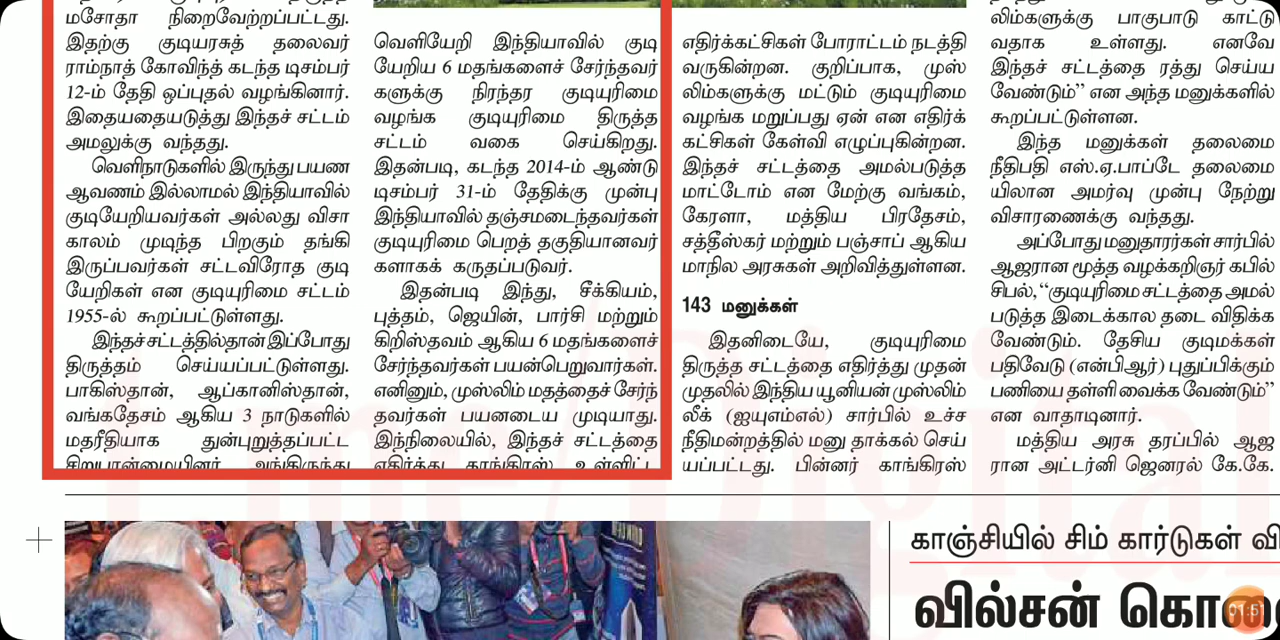 மசோதா நிறைவேற்றப்பட்டது.
இதற்கு குடியரசுத் தலைவர்
ராம்நாத் கோவிந்த் கடந்த டிசம்பர்
12-ம் தேதி ஒப்புதல் வழங்கினார்.
இதையதையடுத்து இந்தச் சட்டம்
அமலுக்கு வந்தது.
வெளிநாடுகளில் இருந்து பயண
ஆவணம் இல்லாமல் இந்தியாவில்
குடியேறியவர்கள் அல்லது விசா
காலம் முடிந்த பிறகும் தங்கி
இருப்பவர்கள் சட்டவிரோத குடி
யேறிகள் என குடியுரிமை சட்டம்
1955-ல் கூறப்பட்டுள்ளது.
இந்தச் சட்டத்தில்தான் இப்போது
திருத்தம் செய்யப்பட்டுள்ளது.
பாகிஸ்தான், ஆப்கானிஸ்தான்,
வங்கதேசம் ஆகிய 3 நாடுகளில்
மதரீதியாக துன்புறுத்தப்பட்ட
சிறுபான்மையினர் அங்கிருந்து
வெளியேறி இந்தியாவில் குடி
யேறிய 6 மதங்களைச் சேர்ந்தவர்
களுக்கு நிரந்தர குடியுரிமை
வழங்க குடியுரிமை திருத்த
சட்டம் வகை செய்கிறது.
இதன்படி, கடந்த 2014-ம் ஆண்டு
டிசம்பர் 31-ம் தேதிக்கு முன்பு
இந்தியாவில் தஞ்சமடைந்தவர்கள்
குடியுரிமை பெறத் தகுதியானவர்
களாகக் கருதப்படுவர்.
இதன்படி இந்து, சீக்கியம்,
புத்தம், ஜெயின், பார்சி மற்றும்
கிறிஸ்தவம் ஆகிய 6 மதங்களைச்
சேர்ந்தவர்கள் பயன்பெறுவார்கள்.
எனினும், முஸ்லிம் மதத்தைச் சேர்ந்
தவர்கள் பயனடைய முடியாது.
இந்நிலையில், இந்தச் சட்டத்தை
எதிர்த்து காங்கிரஸ் உள்ளிட்ட
எதிர்க்கட்சிகள் போராட்டம் நடத்தி
வருகின்றன. குறிப்பாக, முஸ்
லிம்களுக்கு மட்டும் குடியுரிமை
வழங்க மறுப்பது ஏன் என எதிர்க்
கட்சிகள் கேள்வி எழுப்புகின்றன.
இந்தச் சட்டத்தை அமல்படுத்த
மாட்டோம் என மேற்கு வங்கம்,
கேரளா, மத்திய பிரதேசம்,
சத்தீஸ்கர் மற்றும் பஞ்சாப் ஆகிய
மாநில அரசுகள் அறிவித்துள்ளன.
143 மனுக்கள்
இதனிடையே, குடியுரிமை
திருத்த சட்டத்தை எதிர்த்து முதன்
முதலில் இந்திய யூனியன் முஸ்லிம்
லீக் (ஐயுஎம்எல்) சார்பில் உச்ச
நீதிமன்றத்தில் மனு தாக்கல் செய்
யப்பட்டது. பின்னர் காங்கிரஸ்
லிம்களுக்கு பாகுபாடு காட்டு
வதாக உள்ளது. எனவே
இந்தச் சட்டத்தை ரத்து செய்ய
வேண்டும்” என அந்த மனுக்களில்
கூறப்பட்டுள்ளன.
இந்த மனுக்கள் தலைமை
நீதிபதி எஸ்.ஏ.பாப்டே தலைமை
யிலான அமர்வு முன்பு நேற்று
விசாரணைக்கு வந்தது.
அப்போது மனுதாரர்கள் சார்பில்
ஆஜரான மூத்த வழக்கறிஞர் கபில்
சிபல், “குடியுரிமை சட்டத்தை அமல்
படுத்த இடைக்கால தடை விதிக்க
வேண்டும். தேசிய குடிமக்கள்
பதிவேடு (என்பிஆர்) புதுப்பிக்கும்
பணியை தள்ளி வைக்க வேண்டும்”
என வாதாடினார்.
மத்திய அரசு தரப்பில் ஆஜ
ரான அட்டர்னி ஜெனரல் கே.கே.
காஞ்சியில் சிம் கார்டுகள் வி
வில்சன்